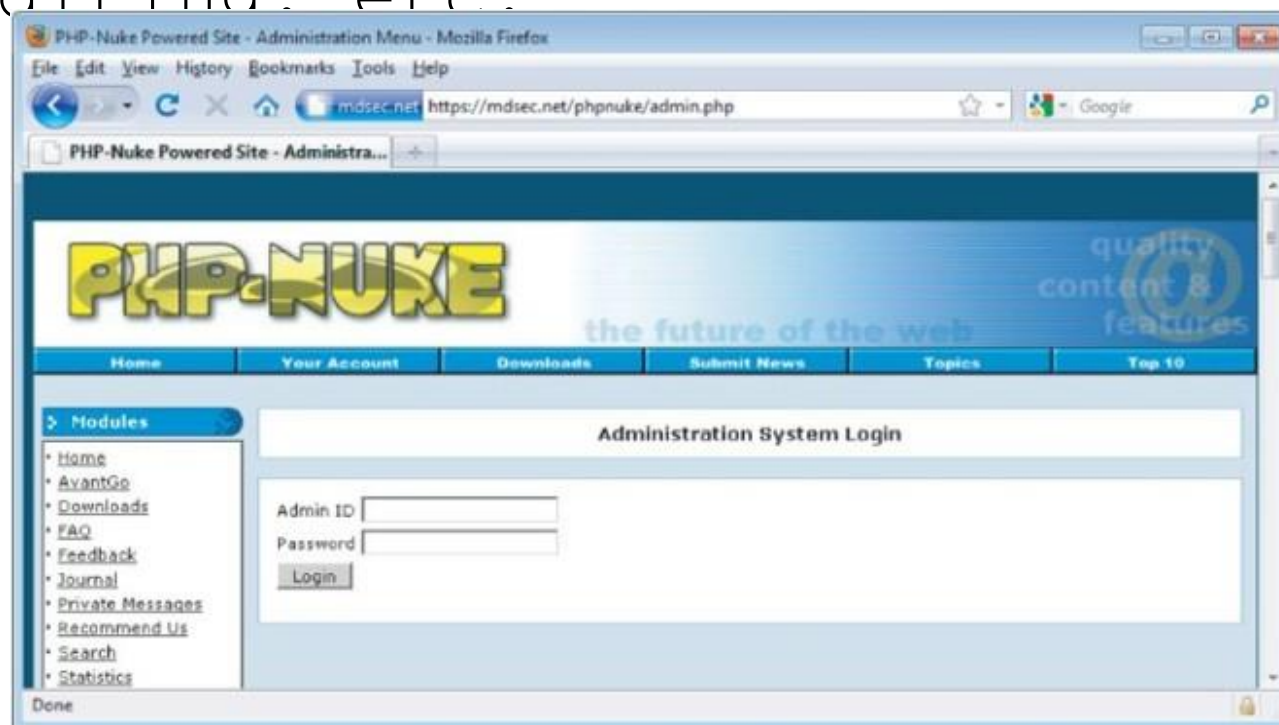 PHP-Nuke Powered Site - Administration Menu - Mozilla Firefox
File Edit View History Bookmarks Tools Help
mdsec.net https://mdsec.net/phpnuke/admin.php
Google
PHP-Nuke Powered Site - Administra...
PHP-NUKE
the future of the web
quality
content &
features
@
Home Your Account Downloads Submit News Topics Top 10
Modules
Administration System Login
• Home
• AvantGo
• Downloads
• FAQ
• Feedback
• Journal
• Private Messages
• Recommend Us
• Search
• Statistics
Admin ID
Password
Login
Done